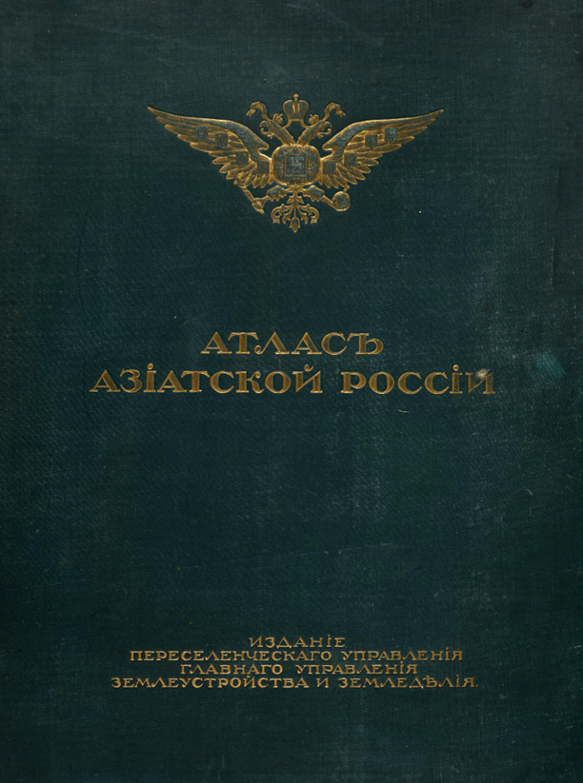 АТЛАСЪ
АЗІАТСКОЙ РОССІИ
ИЗДАНІЕ
ПЕРЕСЕЛЕНЧЕСКАГО УПРАВЛЕНІЯ
ГЛАВНАГО УПРАВЛЕНІЯ
ЗЕМЛЕУСТРОЙСТВА И ЗЕМЛЕДѢЛІЯ.